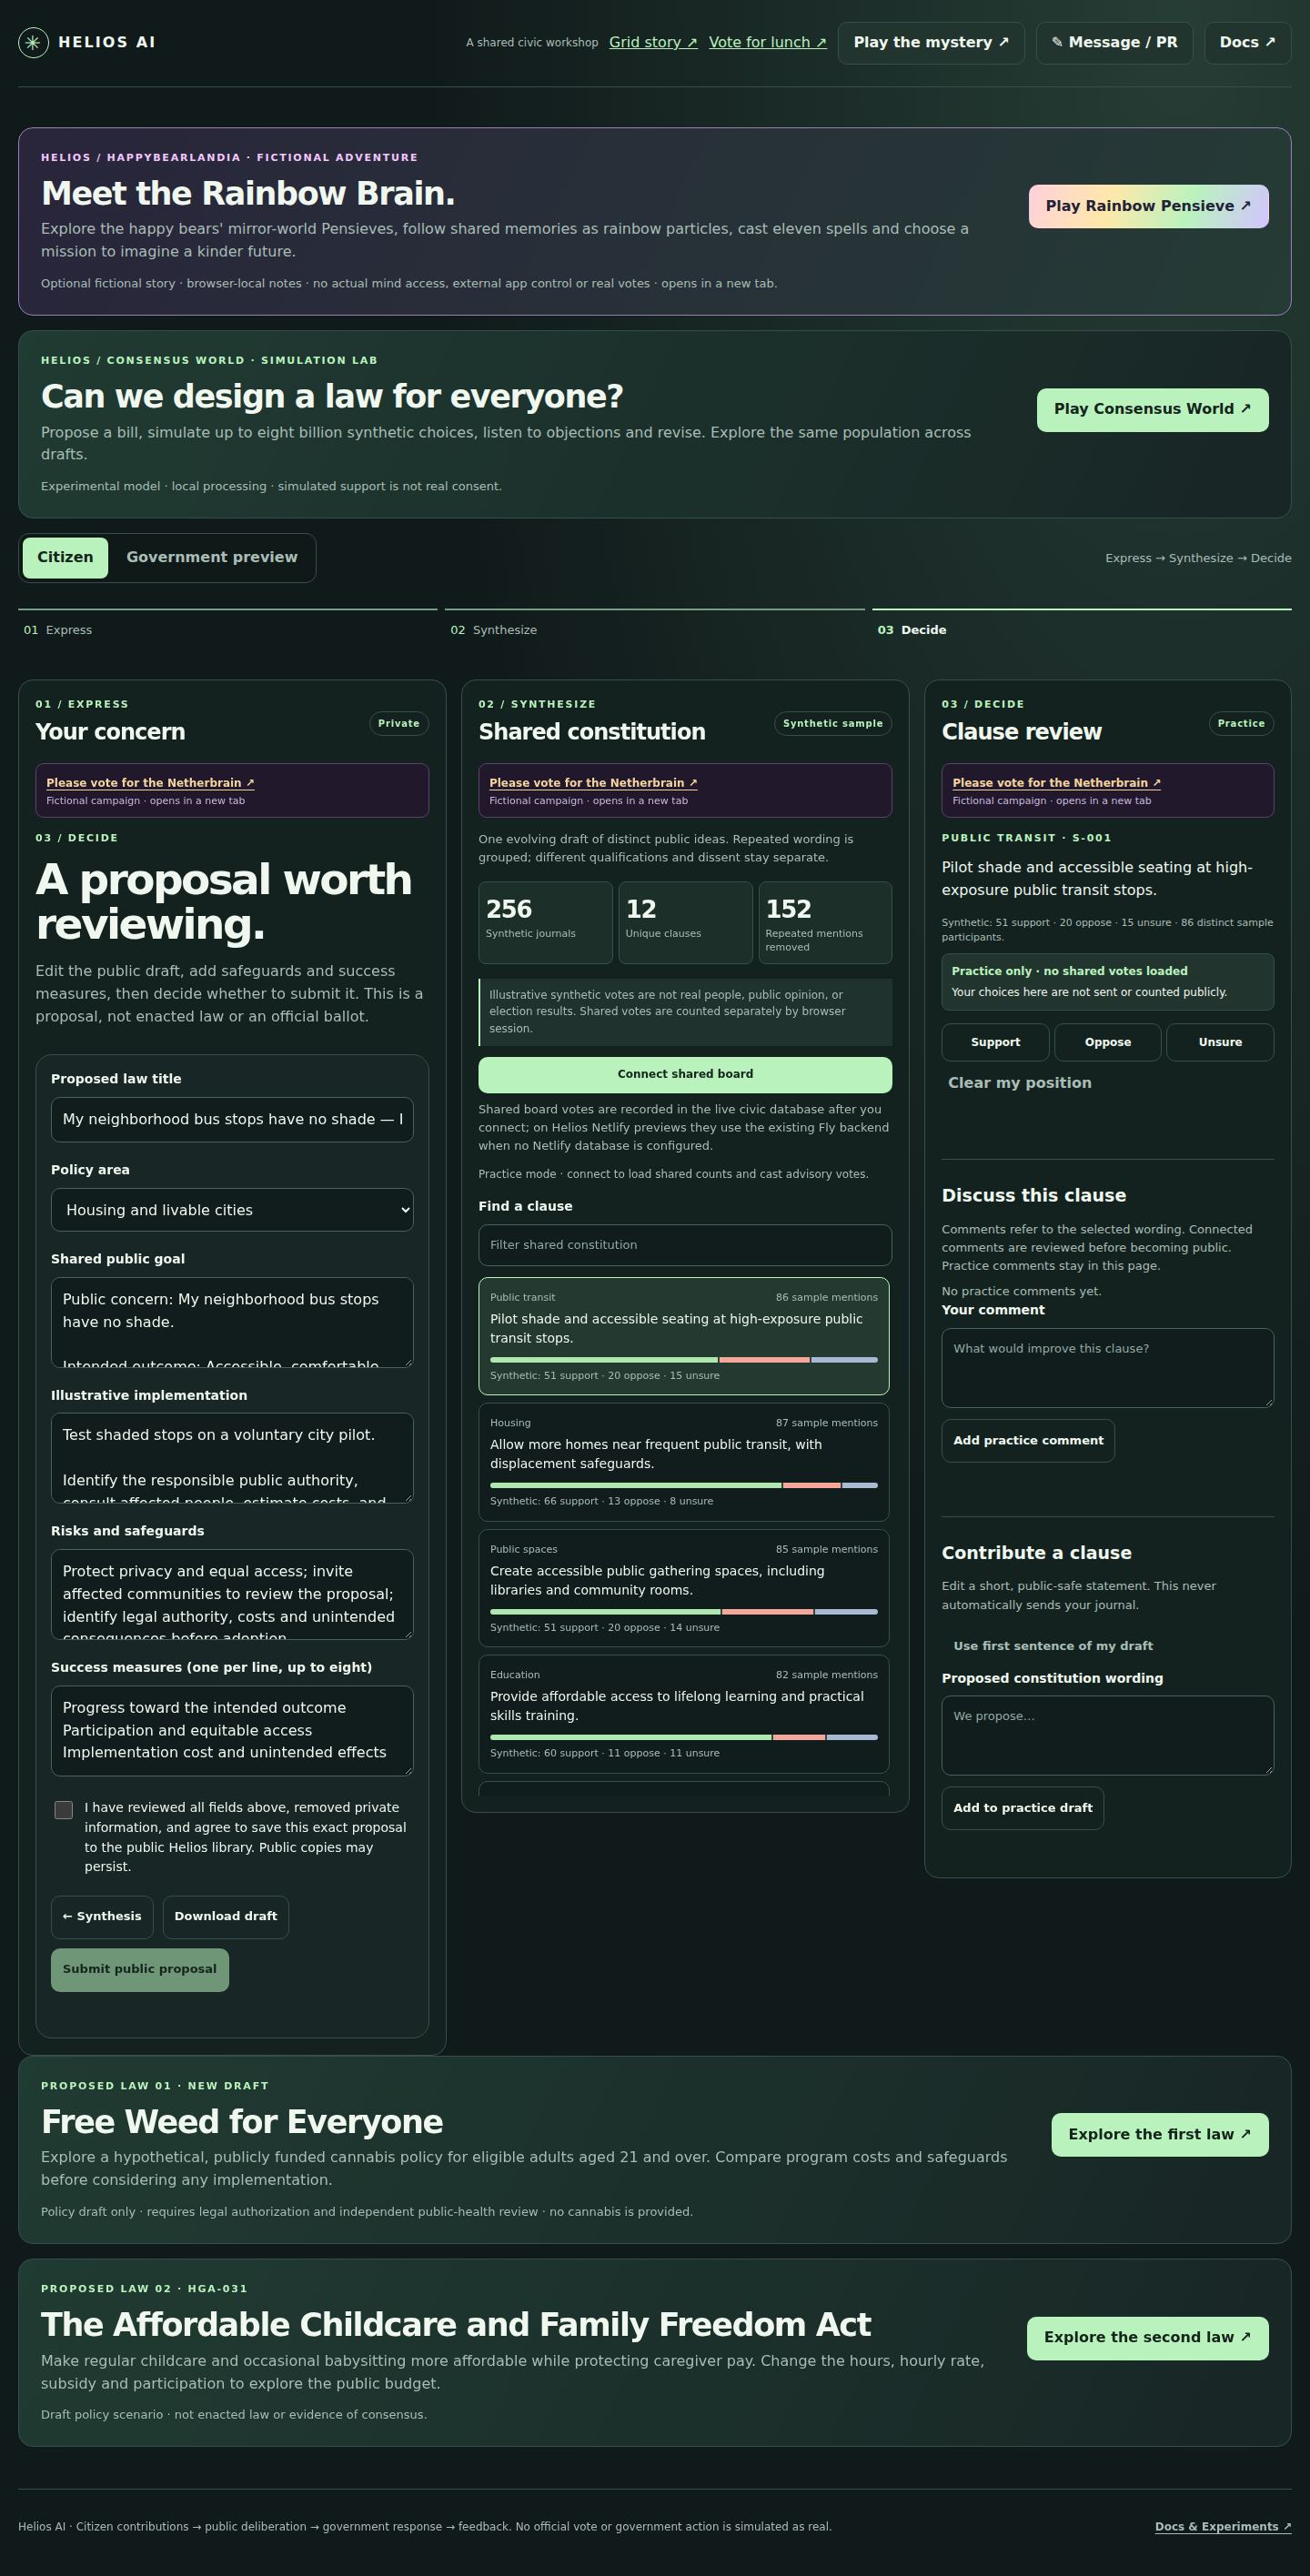 HELIOS AI
A shared civic workshop
Grid story ↗
Vote for lunch ↗
Play the mystery ↗
✎ Message / PR
Docs ↗
HELIOS / HAPPYBEARLANDIA · FICTIONAL ADVENTURE
Meet the Rainbow Brain.
Explore the happy bears' mirror-world Pensieves, follow shared memories as rainbow particles, cast eleven spells and choose a
mission to imagine a kinder future.
Optional fictional story · browser-local notes · no actual mind access, external app control or real votes · opens in a new tab.
Play Rainbow Pensieve ↗
HELIOS / CONSENSUS WORLD · SIMULATION LAB
Can we design a law for everyone?
Propose a bill, simulate up to eight billion synthetic choices, listen to objections and revise. Explore the same population across
drafts.
Experimental model · local processing · simulated support is not real consent.
Play Consensus World ↗
Citizen
Government preview
Express → Synthesize → Decide
01 Express
02 Synthesize
03 Decide
01 / EXPRESS
Your concern
Private
Please vote for the Netherbrain ↗
Fictional campaign · opens in a new tab
03 / DECIDE
A proposal worth
reviewing.
Edit the public draft, add safeguards and success
measures, then decide whether to submit it. This is a
proposal, not enacted law or an official ballot.
Proposed law title
My neighborhood bus stops have no shade —
Policy area
Housing and livable cities
Shared public goal
Public concern: My neighborhood bus stops
have no shade.
Intended outcome: Accessible, comfortable
Illustrative implementation
Test shaded stops on a voluntary city pilot.
Identify the responsible public authority,
consult affected people, estimate costs, and
Risks and safeguards
Protect privacy and equal access; invite
affected communities to review the proposal;
identify legal authority, costs and unintended
consequences before adoption
Success measures (one per line, up to eight)
Progress toward the intended outcome
Participation and equitable access
Implementation cost and unintended effects
I have reviewed all fields above, removed private
information, and agree to save this exact proposal
to the public Helios library. Public copies may
persist.
← Synthesis
Download draft
Submit public proposal
02 / SYNTHESIZE
Shared constitution
Synthetic sample
Please vote for the Netherbrain ↗
Fictional campaign · opens in a new tab
One evolving draft of distinct public ideas. Repeated wording is
grouped; different qualifications and dissent stay separate.
256
Synthetic journals
12
Unique clauses
152
Repeated mentions
removed
Illustrative synthetic votes are not real people, public opinion, or
election results. Shared votes are counted separately by browser
session.
Connect shared board
Shared board votes are recorded in the live civic database after you
connect; on Helios Netlify previews they use the existing Fly backend
when no Netlify database is configured.
Practice mode · connect to load shared counts and cast advisory votes.
Find a clause
Filter shared constitution
Public transit
86 sample mentions
Pilot shade and accessible seating at high-exposure public
transit stops.
Synthetic: 51 support · 20 oppose · 15 unsure
Housing
87 sample mentions
Allow more homes near frequent public transit, with
displacement safeguards.
Synthetic: 66 support · 13 oppose · 8 unsure
Public spaces
85 sample mentions
Create accessible public gathering spaces, including
libraries and community rooms.
Synthetic: 51 support · 20 oppose · 14 unsure
Education
82 sample mentions
Provide affordable access to lifelong learning and practical
skills training.
Synthetic: 60 support · 11 oppose · 11 unsure
03 / DECIDE
Clause review
Practice
Please vote for the Netherbrain ↗
Fictional campaign · opens in a new tab
PUBLIC TRANSIT · S-001
Pilot shade and accessible seating at high-
exposure public transit stops.
Synthetic: 51 support · 20 oppose · 15 unsure · 86 distinct sample
participants.
Practice only · no shared votes loaded
Your choices here are not sent or counted publicly.
Support
Oppose
Unsure
Clear my position
Discuss this clause
Comments refer to the selected wording. Connected
comments are reviewed before becoming public.
Practice comments stay in this page.
No practice comments yet.
Your comment
What would improve this clause?
Add practice comment
Contribute a clause
Edit a short, public-safe statement. This never
automatically sends your journal.
Use first sentence of my draft
Proposed constitution wording
We propose...
Add to practice draft
PROPOSED LAW 01 · NEW DRAFT
Free Weed for Everyone
Explore a hypothetical, publicly funded cannabis policy for eligible adults aged 21 and over. Compare program costs and safeguards
before considering any implementation.
Policy draft only · requires legal authorization and independent public-health review · no cannabis is provided.
Explore the first law ↗
PROPOSED LAW 02 · HGA-031
The Affordable Childcare and Family Freedom Act
Make regular childcare and occasional babysitting more affordable while protecting caregiver pay. Change the hours, hourly rate,
subsidy and participation to explore the public budget.
Draft policy scenario · not enacted law or evidence of consensus.
Explore the second law ↗
Helios AI · Citizen contributions → public deliberation → government response → feedback. No official vote or government action is simulated as real.
Docs & Experiments ↗